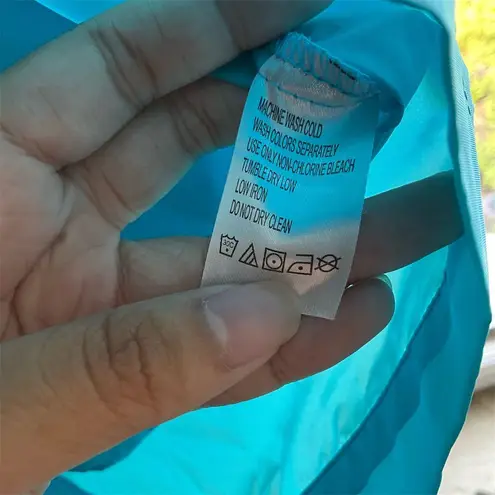 MACHINE WASH COLD
WASH COLORS SEPARATELY
USE ONLY NON-CHLORINE BLEACH
TUMBLE DRY LOW
LOW IRON
DO NOT DRY CLEAN
30C